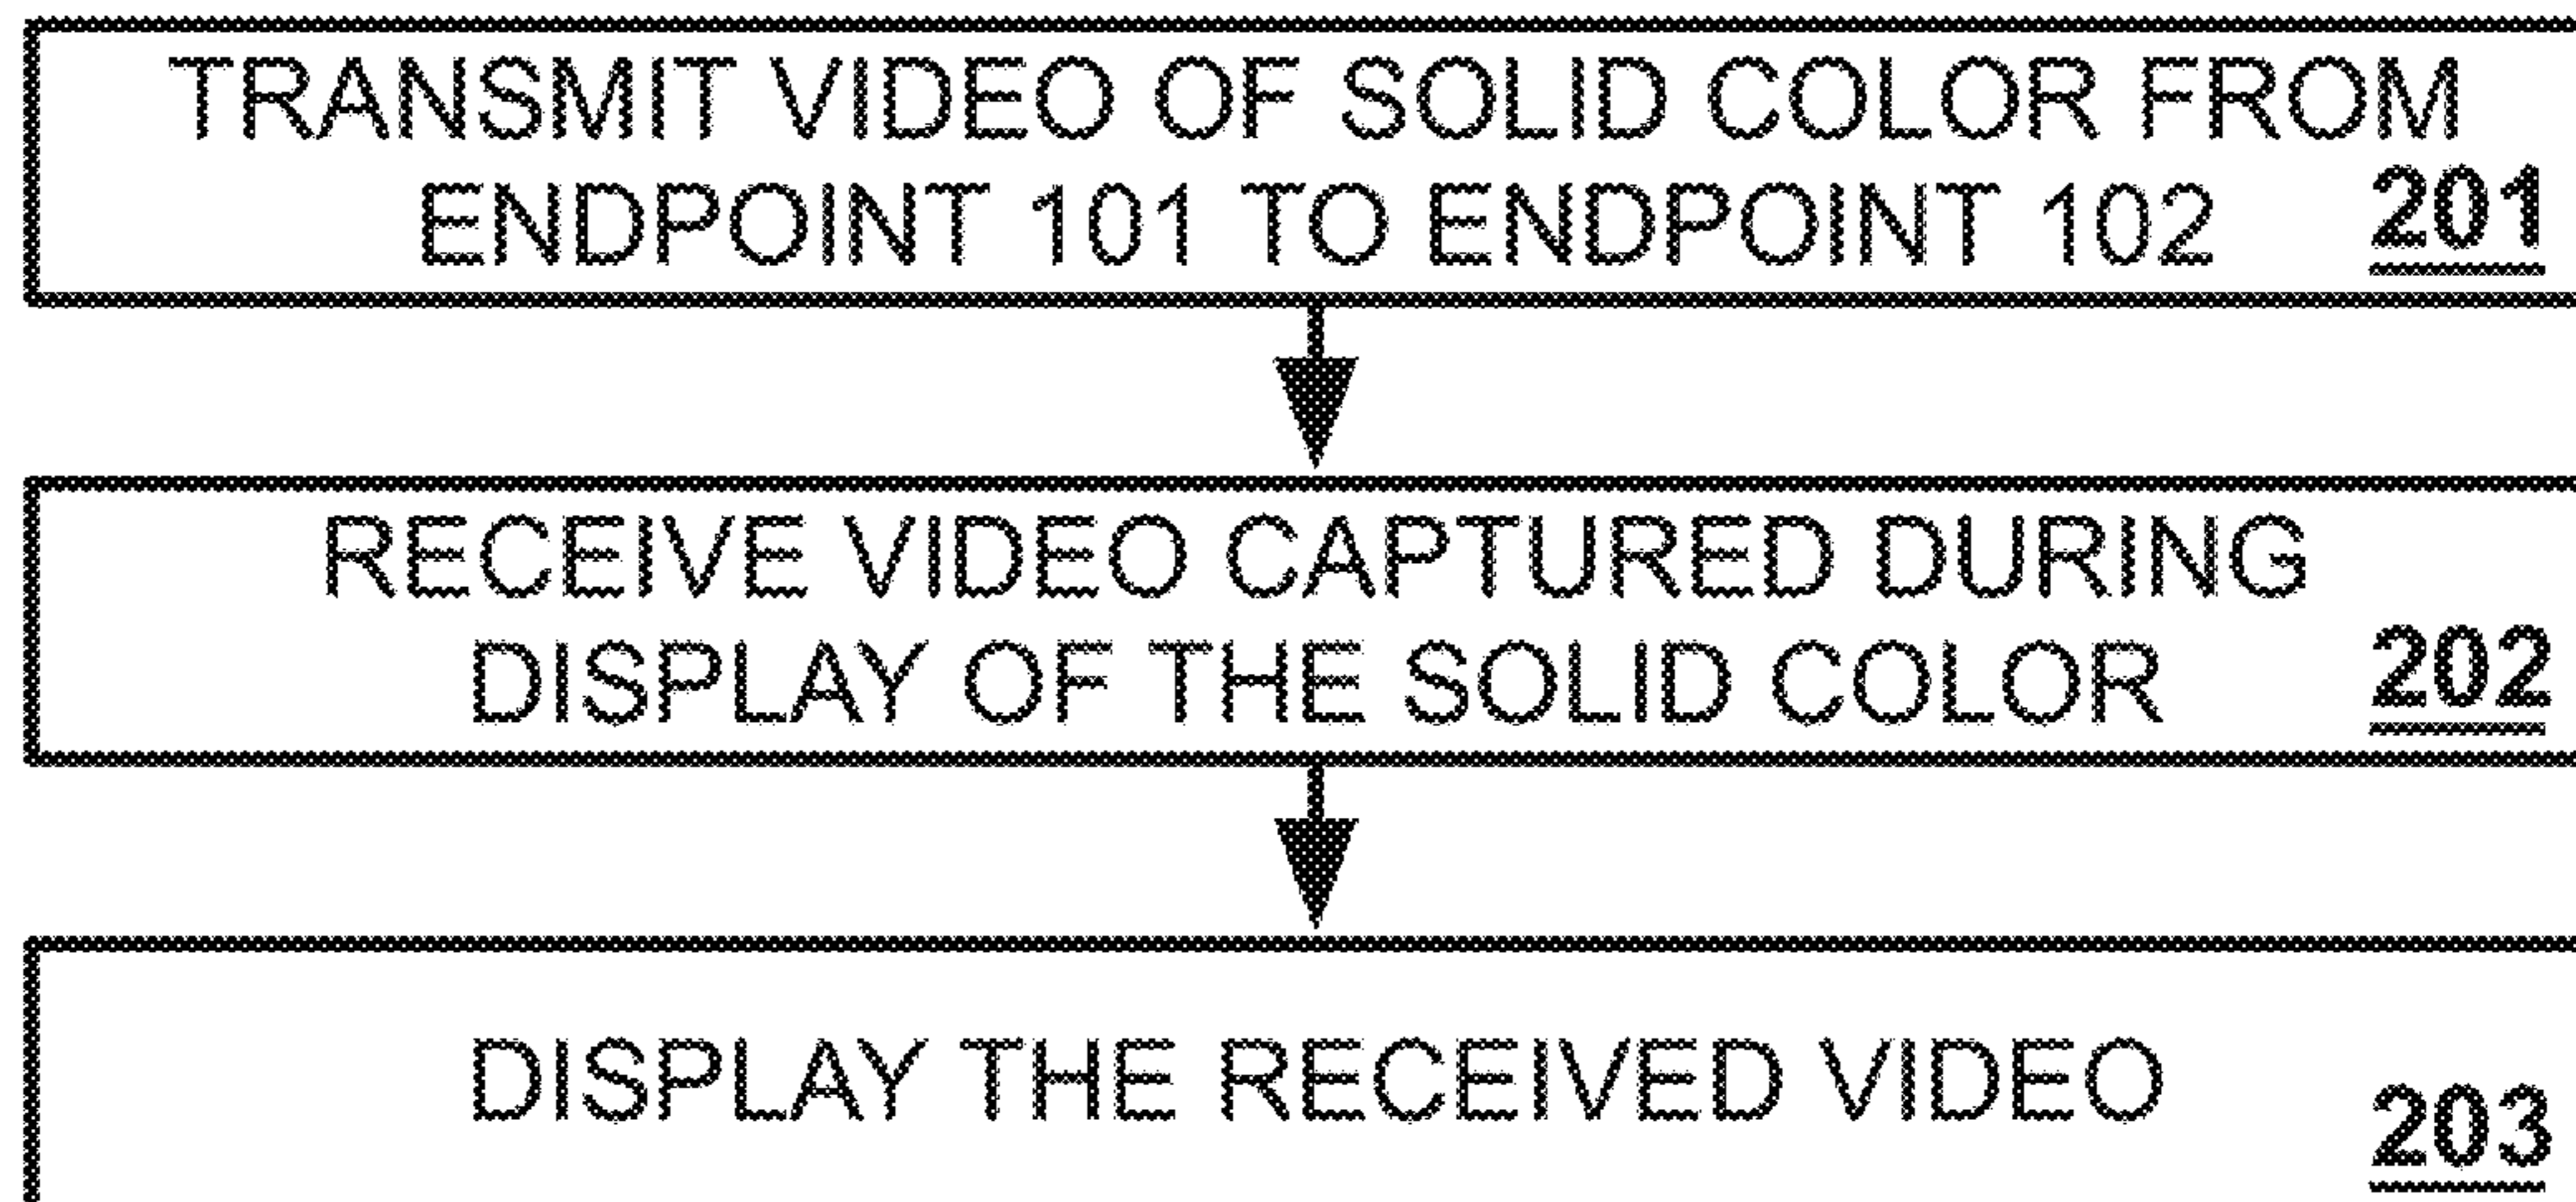 TRANSMIT VIDEO OF SOLID COLOR FROM
ENDPOINT 101 TO ENDPOINT 102 201
RECEIVE VIDEO CAPTURED DURING
DISPLAY OF THE SOLID COLOR 202
DISPLAY THE RECEIVED VIDEO
203